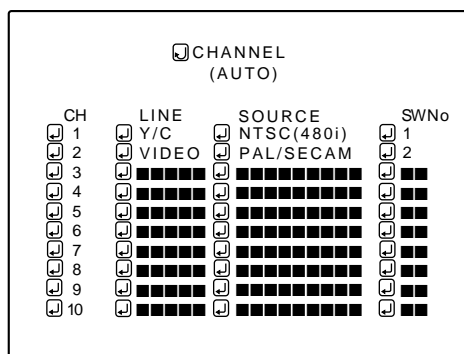 CHANNEL
(AUTO)
CH LINE SOURCE SWNo
1 Y/C NTSC(480i) 1
2 VIDEO PAL/SECAM 2
3 ■■■■■ ■■■■■■■■■■ ■■
4 ■■■■■ ■■■■■■■■■■ ■■
5 ■■■■■ ■■■■■■■■■■ ■■
6 ■■■■■ ■■■■■■■■■■ ■■
7 ■■■■■ ■■■■■■■■■■ ■■
8 ■■■■■ ■■■■■■■■■■ ■■
9 ■■■■■ ■■■■■■■■■■ ■■
10 ■■■■■ ■■■■■■■■■■ ■■